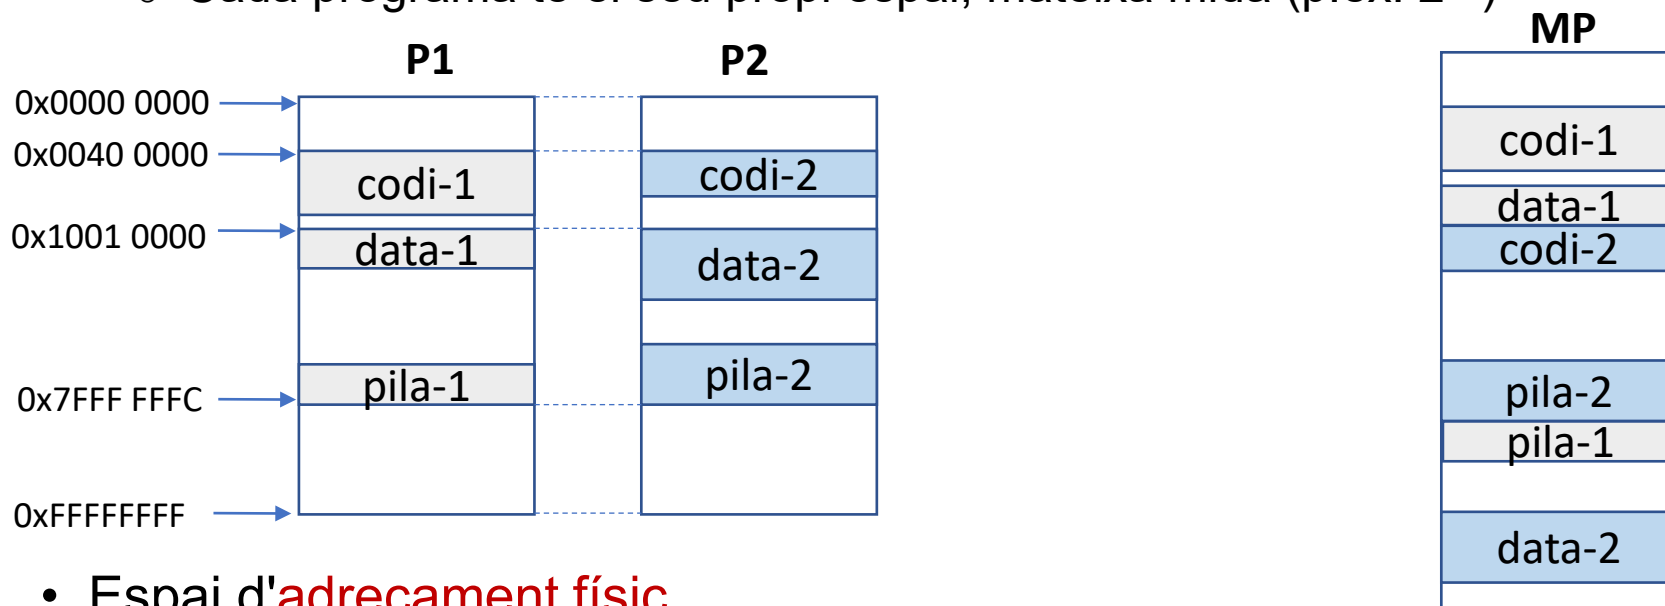 P1
P2
MP
0x0000 0000
0x0040 0000
codi-1
codi-2
codi-1
0x1001 0000
data-1
data-2
data-1
codi-2
0x7FFF FFFC
pila-1
pila-2
pila-2
pila-1
0xFFFFFFFF
data-2
• Espai d'adreçament físic